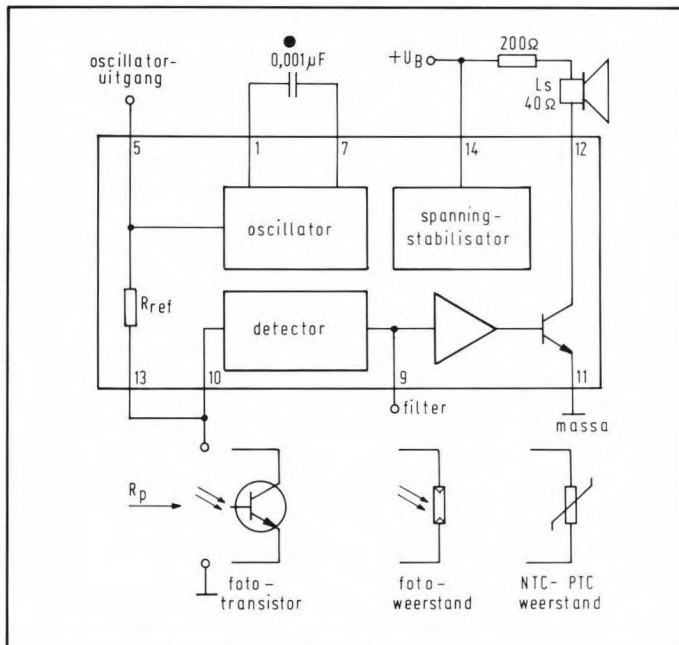 oscillator-
uitgang
0,001µF
+UB
200Ω
Ls
40Ω
5
1
7
14
12
oscillator
spanning-
stabilisator
Rref
detector
13
10
9
11
filter
massa
Rp
foto-
transistor
foto-
weerstand
NTC- PTC
weerstand